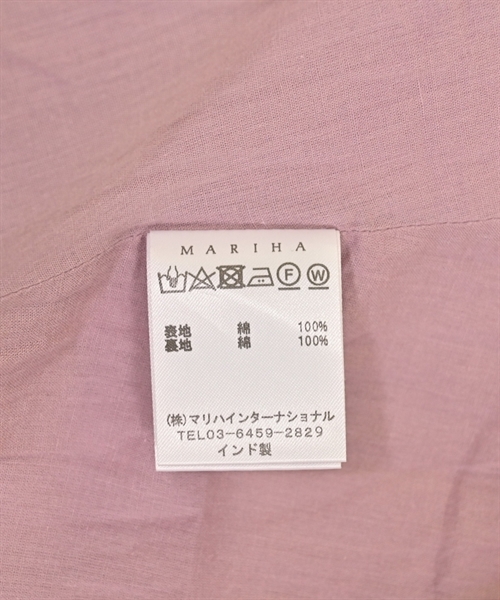 MARIHA
F W
表地 綿 100%
裏地 綿 100%
(株)マリハインターナショナル
TEL03-6459-2829
インド製